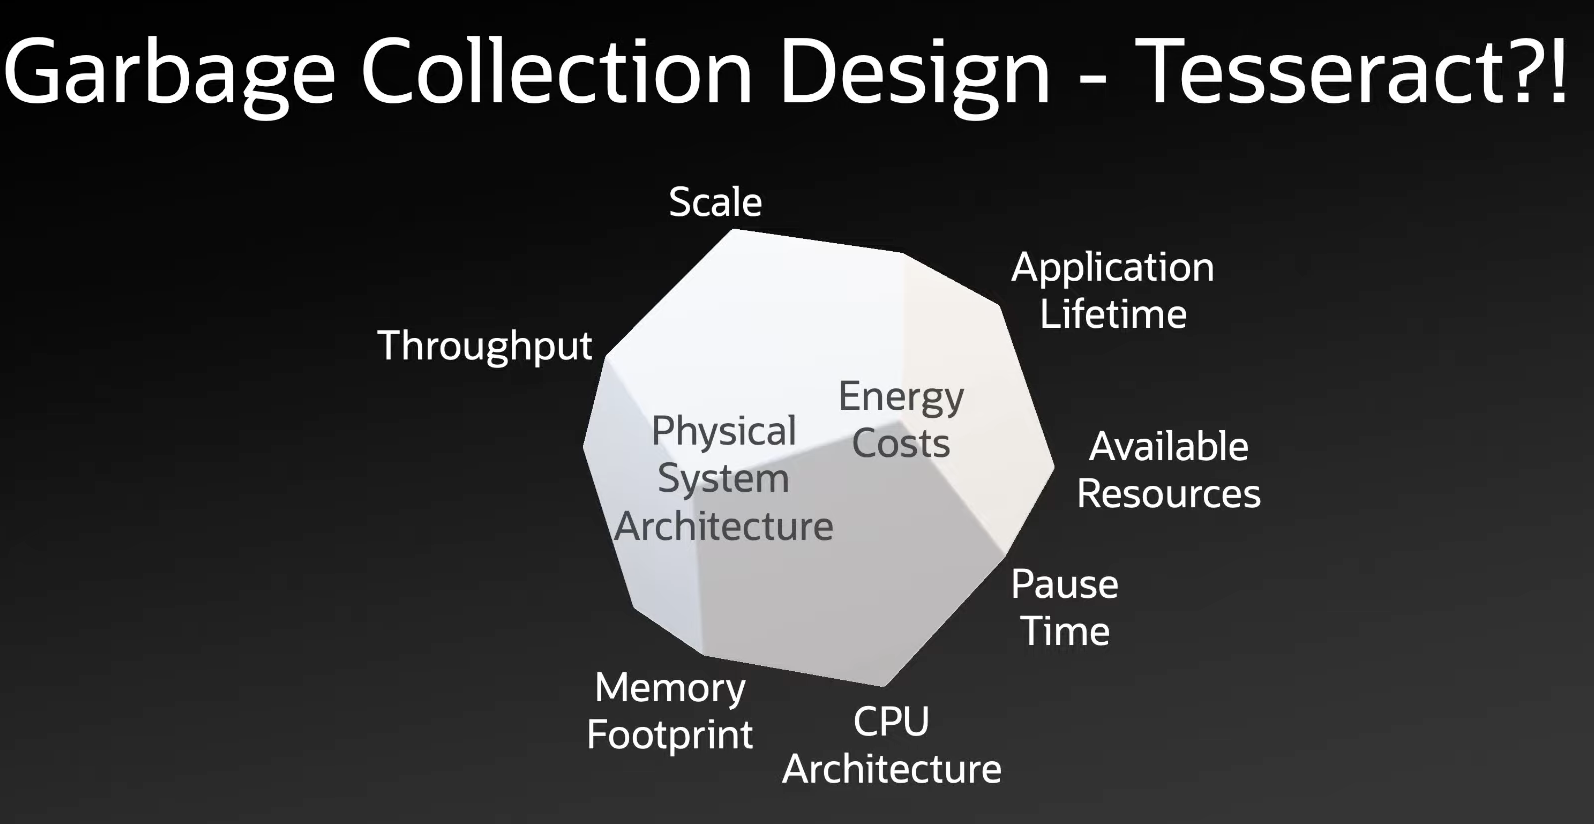 Garbage Collection Design - Tesseract?!
Scale
Application
Lifetime
Throughput
Energy
Costs
Physical
System
Architecture
Available
Resources
Pause
Time
Memory
Footprint
CPU
Architecture